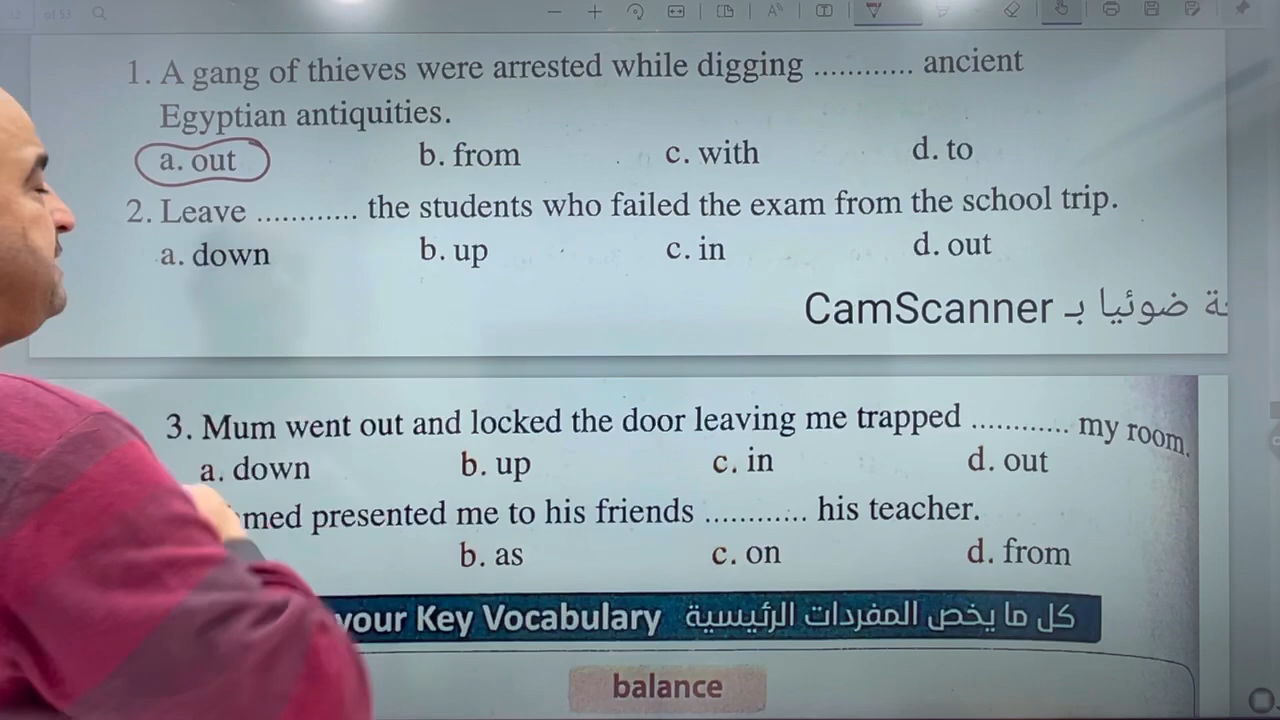 1. A gang of thieves were arrested while digging ............ ancient
Egyptian antiquities.
a. out b. from c. with d. to
2. Leave ............ the students who failed the exam from the school trip.
a. down b. up c. in d. out
CamScanner ضوئيا بـ
3. Mum went out and locked the door leaving me trapped ............ my room.
a. down b. up c. in d. out
presented me to his friends ............ his teacher.
b. as c. on d. from
your Key Vocabulary كل ما يخص المفردات الرئيسية
balance